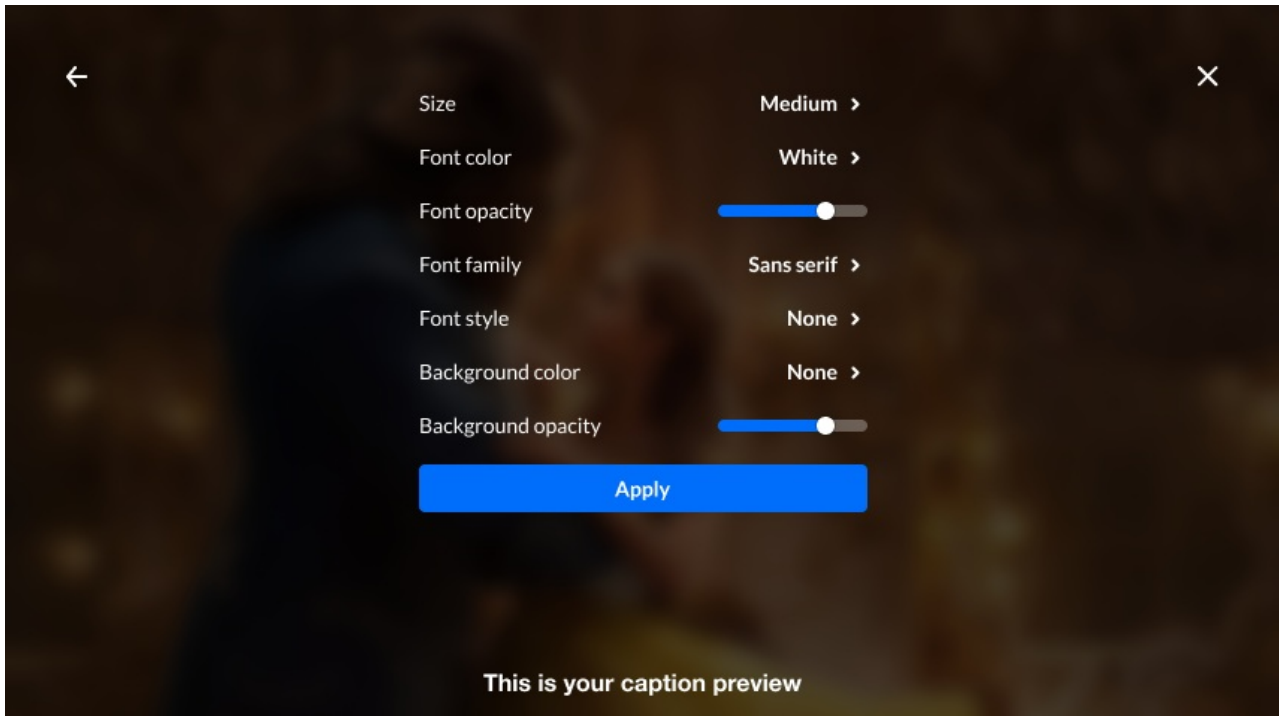 Size Medium
Font color White
Font opacity
Font family Sans serif
Font style None
Background color None
Background opacity
Apply
This is your caption preview